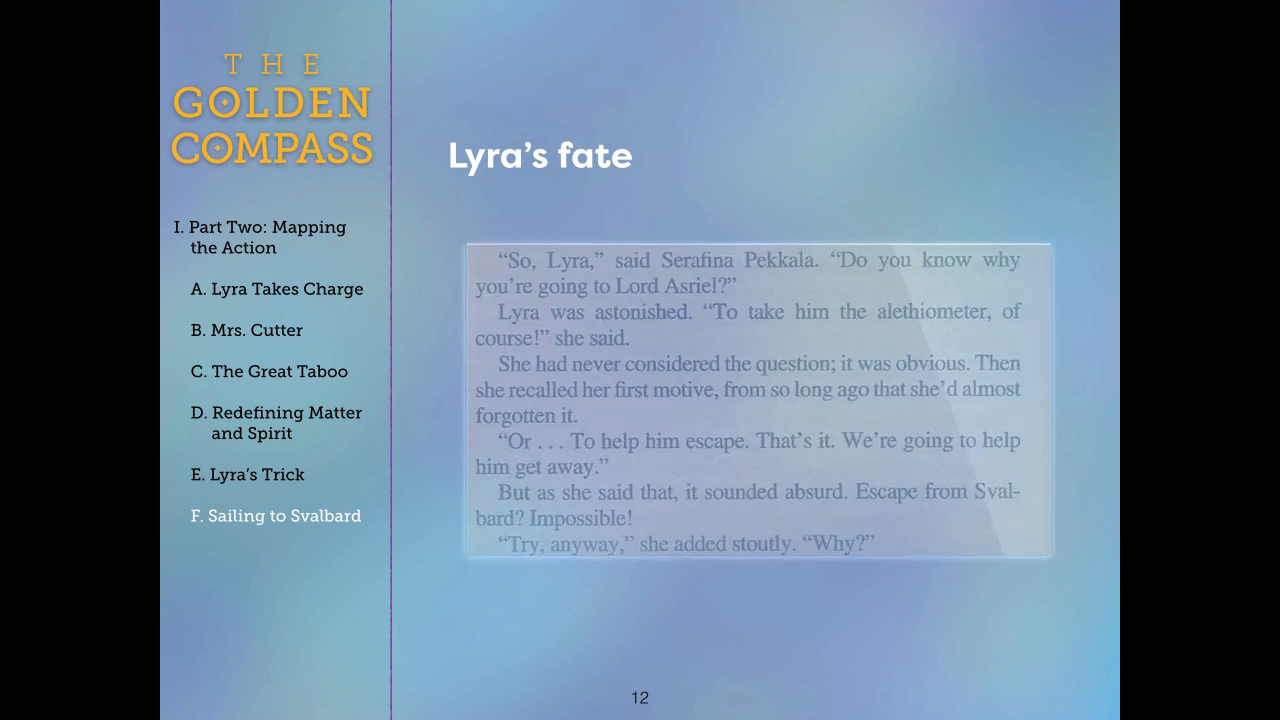 THE
GOLDEN
COMPASS
I. Part Two: Mapping
the Action
A. Lyra Takes Charge
B. Mrs. Cutter
C. The Great Taboo
D. Redefining Matter
and Spirit
E. Lyra's Trick
F. Sailing to Svalbard
Lyra's fate
“So, Lyra,” said Serafina Pekkala. “Do you know why
you're going to Lord Asriel?”
Lyra was astonished. “To take him the alethiometer, of
course!” she said.
She had never considered the question; it was obvious. Then
she recalled her first motive, from so long ago that she'd almost
forgotten it.
“Or . . . To help him escape. That's it. We're going to help
him get away.”
But as she said that, it sounded absurd. Escape from Sval-
bard? Impossible!
“Try, anyway,” she added stoutly. “Why?”
12